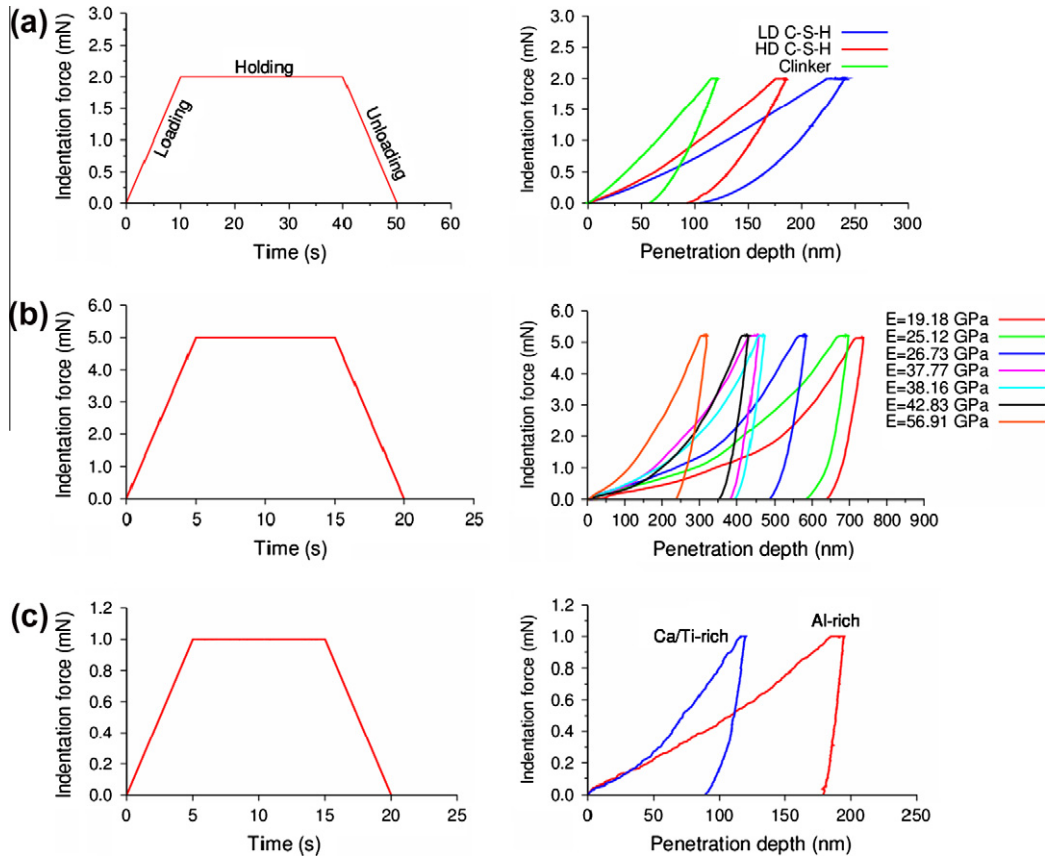 (a)
Indentation force (mN)
3.0
2.5
2.0
1.5
1.0
0.5
0.0
Loading
Holding
Unloading
0 10 20 30 40 50 60
Time (s)
Indentation force (mN)
3.0
2.5
2.0
1.5
1.0
0.5
0.0
LD C-S-H
HD C-S-H
Clinker
0 50 100 150 200 250 300
Penetration depth (nm)
(b)
Indentation force (mN)
6.0
5.0
4.0
3.0
2.0
1.0
0.0
0 5 10 15 20 25
Time (s)
Indentation force (mN)
6.0
5.0
4.0
3.0
2.0
1.0
0.0
E=19.18 GPa
E=25.12 GPa
E=26.73 GPa
E=37.77 GPa
E=38.16 GPa
E=42.83 GPa
E=56.91 GPa
0 100 200 300 400 500 600 700 800 900
Penetration depth (nm)
(c)
Indentation force (mN)
1.2
1.0
0.8
0.6
0.4
0.2
0.0
0 5 10 15 20 25
Time (s)
Indentation force (mN)
1.2
1.0
0.8
0.6
0.4
0.2
0.0
Ca/Ti-rich
Al-rich
0 50 100 150 200 250
Penetration depth (nm)